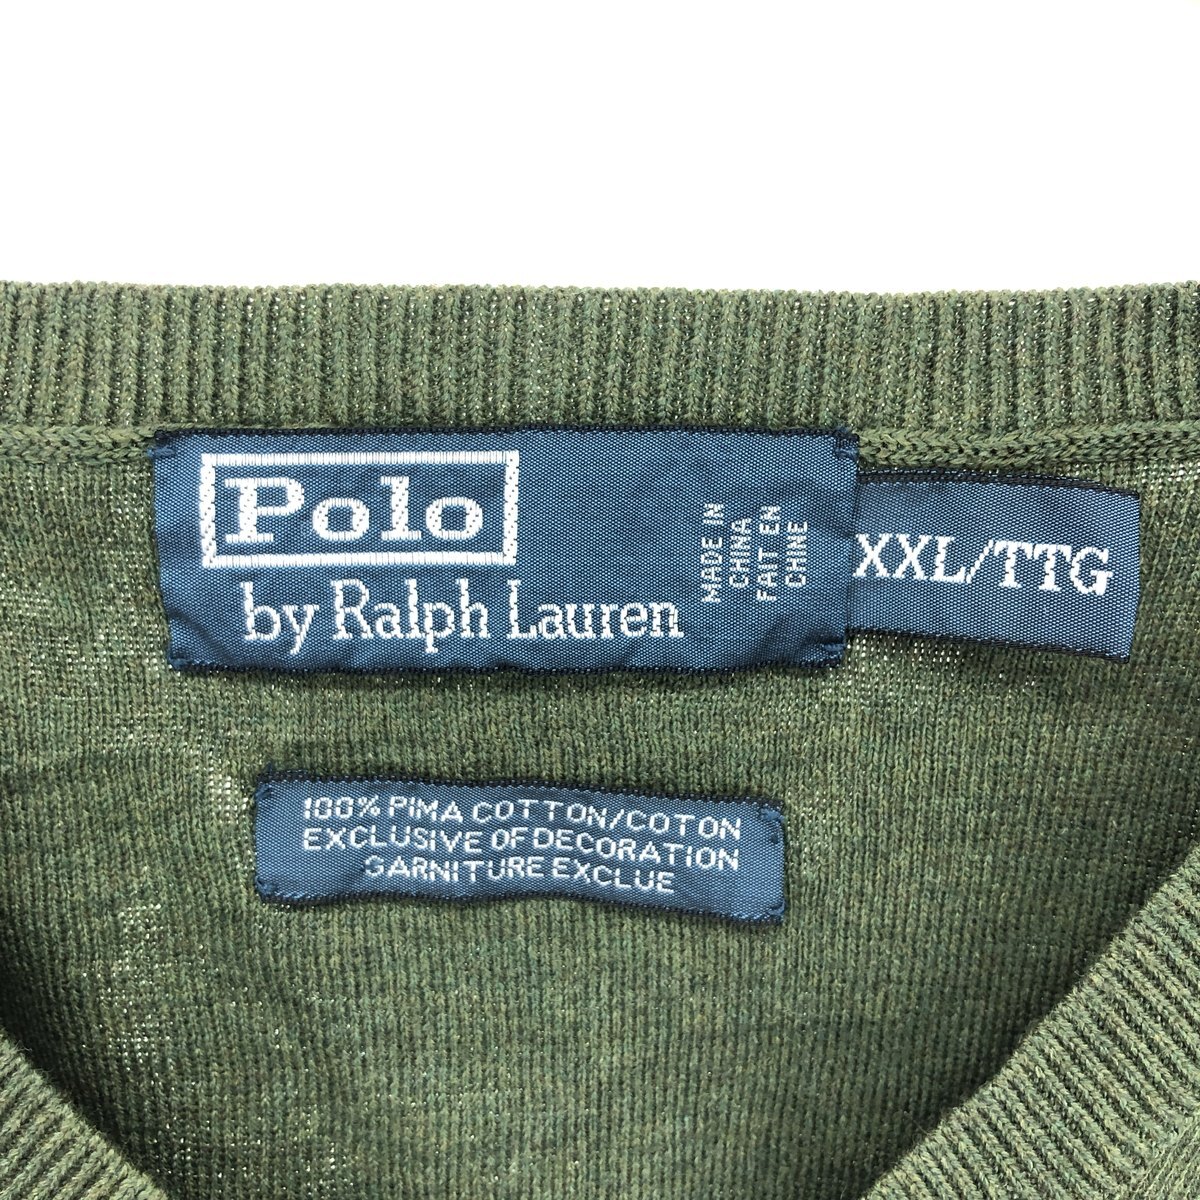 Polo
by Ralph Lauren
MADE IN
CHINA
FAIT EN
CHINE
XXL/TTG
100% PIMA COTTON/COTON
EXCLUSIVE OF DECORATION
GARNITURE EXCLUE